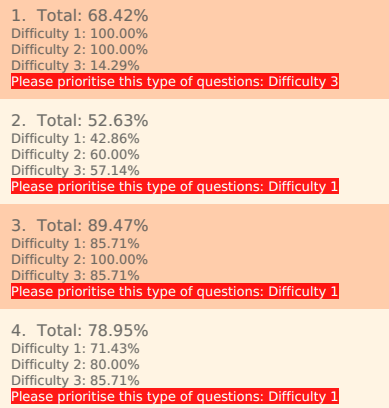 1. Total: 68.42%
Difficulty 1: 100.00%
Difficulty 2: 100.00%
Difficulty 3: 14.29%
Please prioritise this type of questions: Difficulty 3
2. Total: 52.63%
Difficulty 1: 42.86%
Difficulty 2: 60.00%
Difficulty 3: 57.14%
Please prioritise this type of questions: Difficulty 1
3. Total: 89.47%
Difficulty 1: 85.71%
Difficulty 2: 100.00%
Difficulty 3: 85.71%
Please prioritise this type of questions: Difficulty 1
4. Total: 78.95%
Difficulty 1: 71.43%
Difficulty 2: 80.00%
Difficulty 3: 85.71%
Please prioritise this type of questions: Difficulty 1